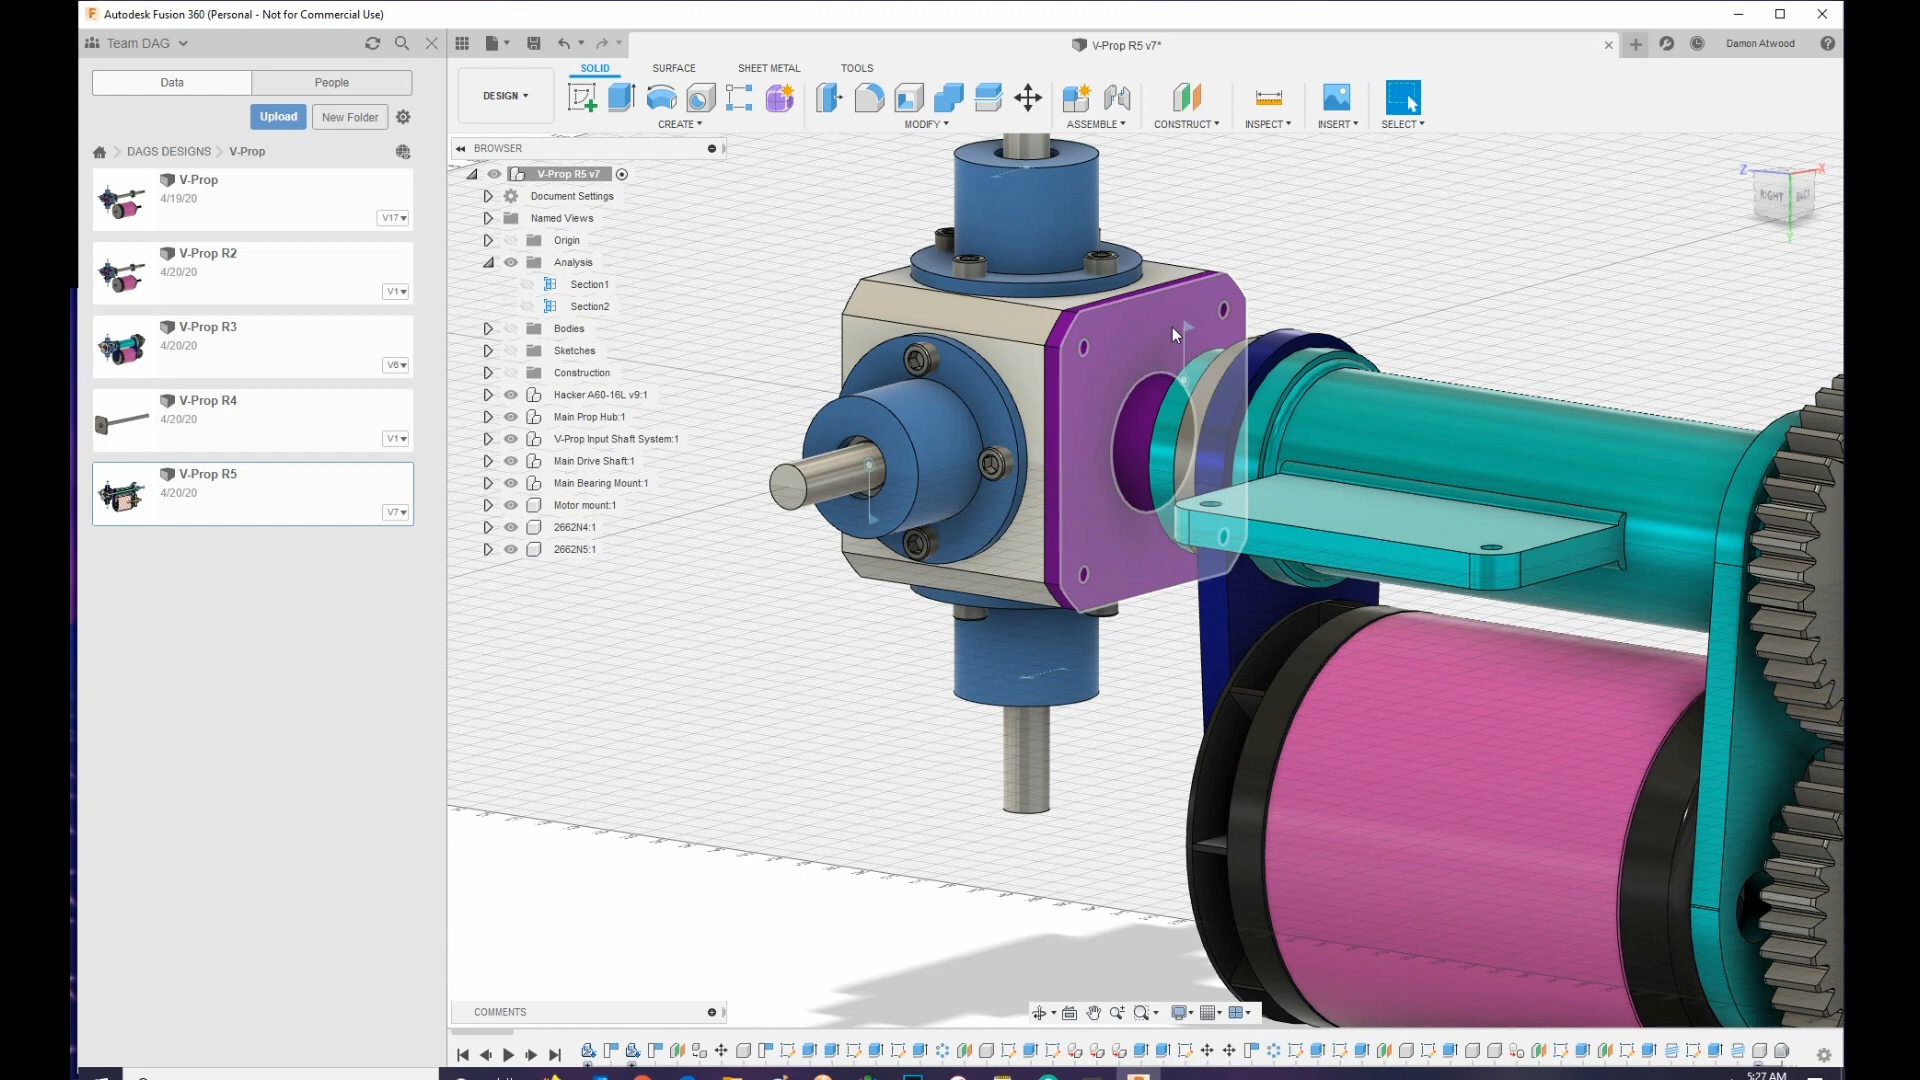 Autodesk Fusion 360 (Personal - Not for Commercial Use)
Team DAG
V-Prop R5 v7*
Damon Atwood
Data
People
Upload
New Folder
DAGS DESIGNS
V-Prop
V-Prop
4/19/20
V17
V-Prop R2
4/20/20
V1
V-Prop R3
4/20/20
V6
V-Prop R4
4/20/20
V1
V-Prop R5
4/20/20
V7
SOLID
SURFACE
SHEET METAL
TOOLS
DESIGN
CREATE
MODIFY
ASSEMBLE
CONSTRUCT
INSPECT
INSERT
SELECT
BROWSER
V-Prop R5 v7
Document Settings
Named Views
Origin
Analysis
Section1
Section2
Bodies
Sketches
Construction
Hacker A60-16L v9:1
Main Prop Hub:1
V-Prop Input Shaft System:1
Main Drive Shaft:1
Main Bearing Mount:1
Motor mount:1
2662N4:1
2662N5:1
Z
X
RIGHT
BACK
Y
COMMENTS
5:27 AM